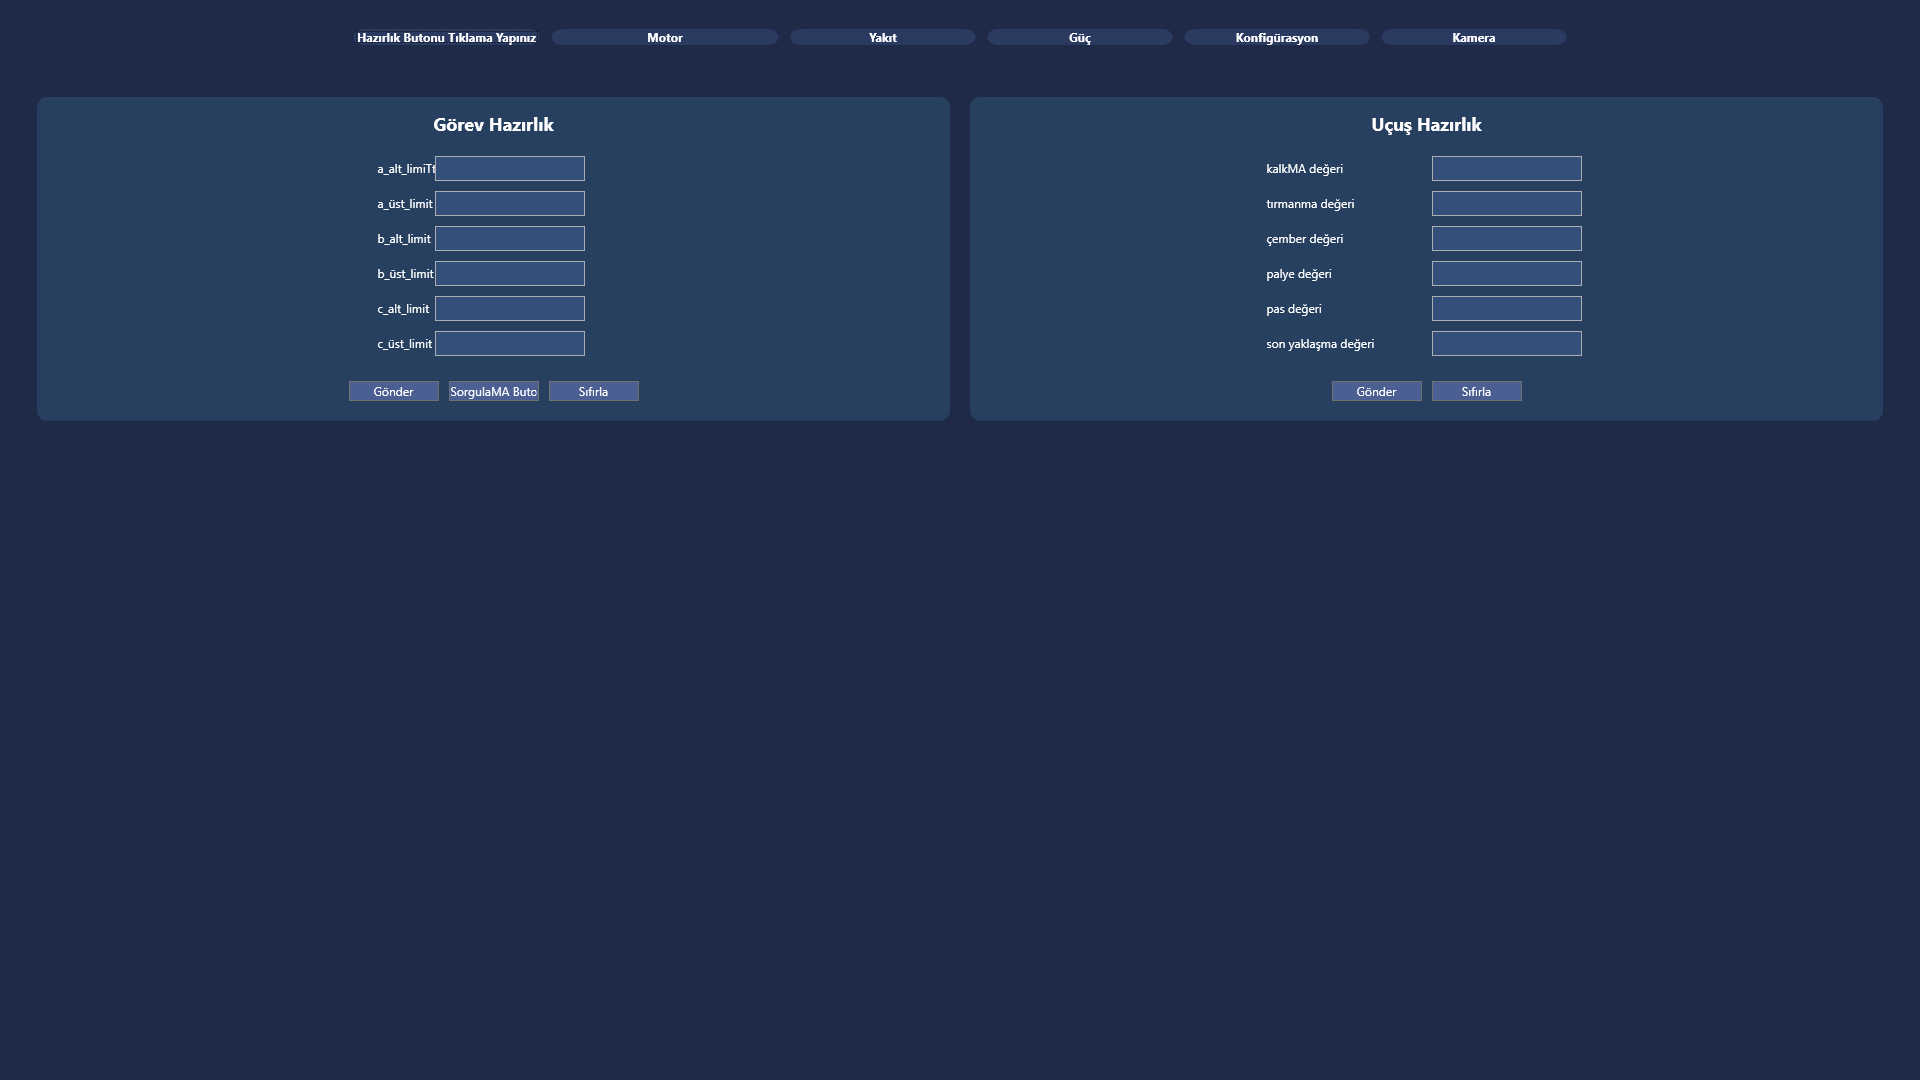 Hazırlık Butonu Tıklama Yapınız
Motor
Yakıt
Güç
Konfigürasyon
Kamera
Görev Hazırlık
a_alt_limiTt
a_üst_limit
b_alt_limit
b_üst_limit
c_alt_limit
c_üst_limit
Gönder
SorgulaMA Buto
Sıfırla
Uçuş Hazırlık
kalkMA değeri
tırmanma değeri
çember değeri
palye değeri
pas değeri
son yaklaşma değeri
Gönder
Sıfırla